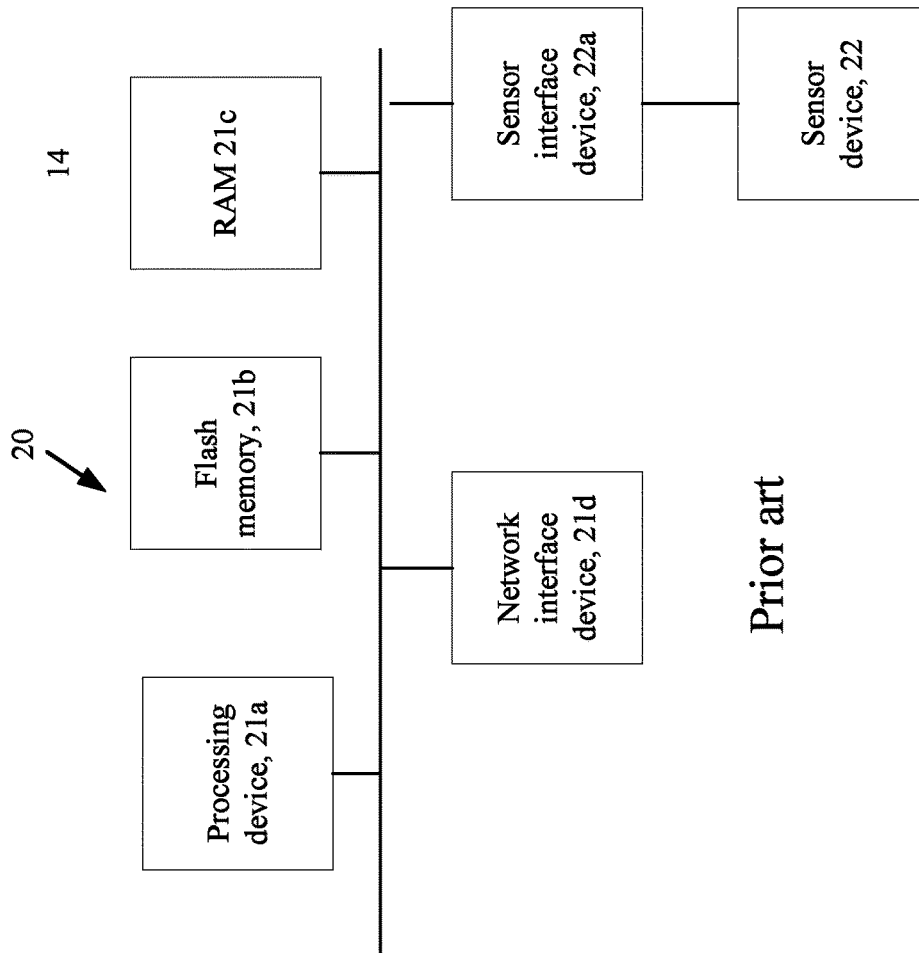 20
14
Processing
device, 21a
Flash
memory, 21b
RAM 21c
Network
interface
device, 21d
Sensor
interface
device, 22a
Prior art
Sensor
device, 22